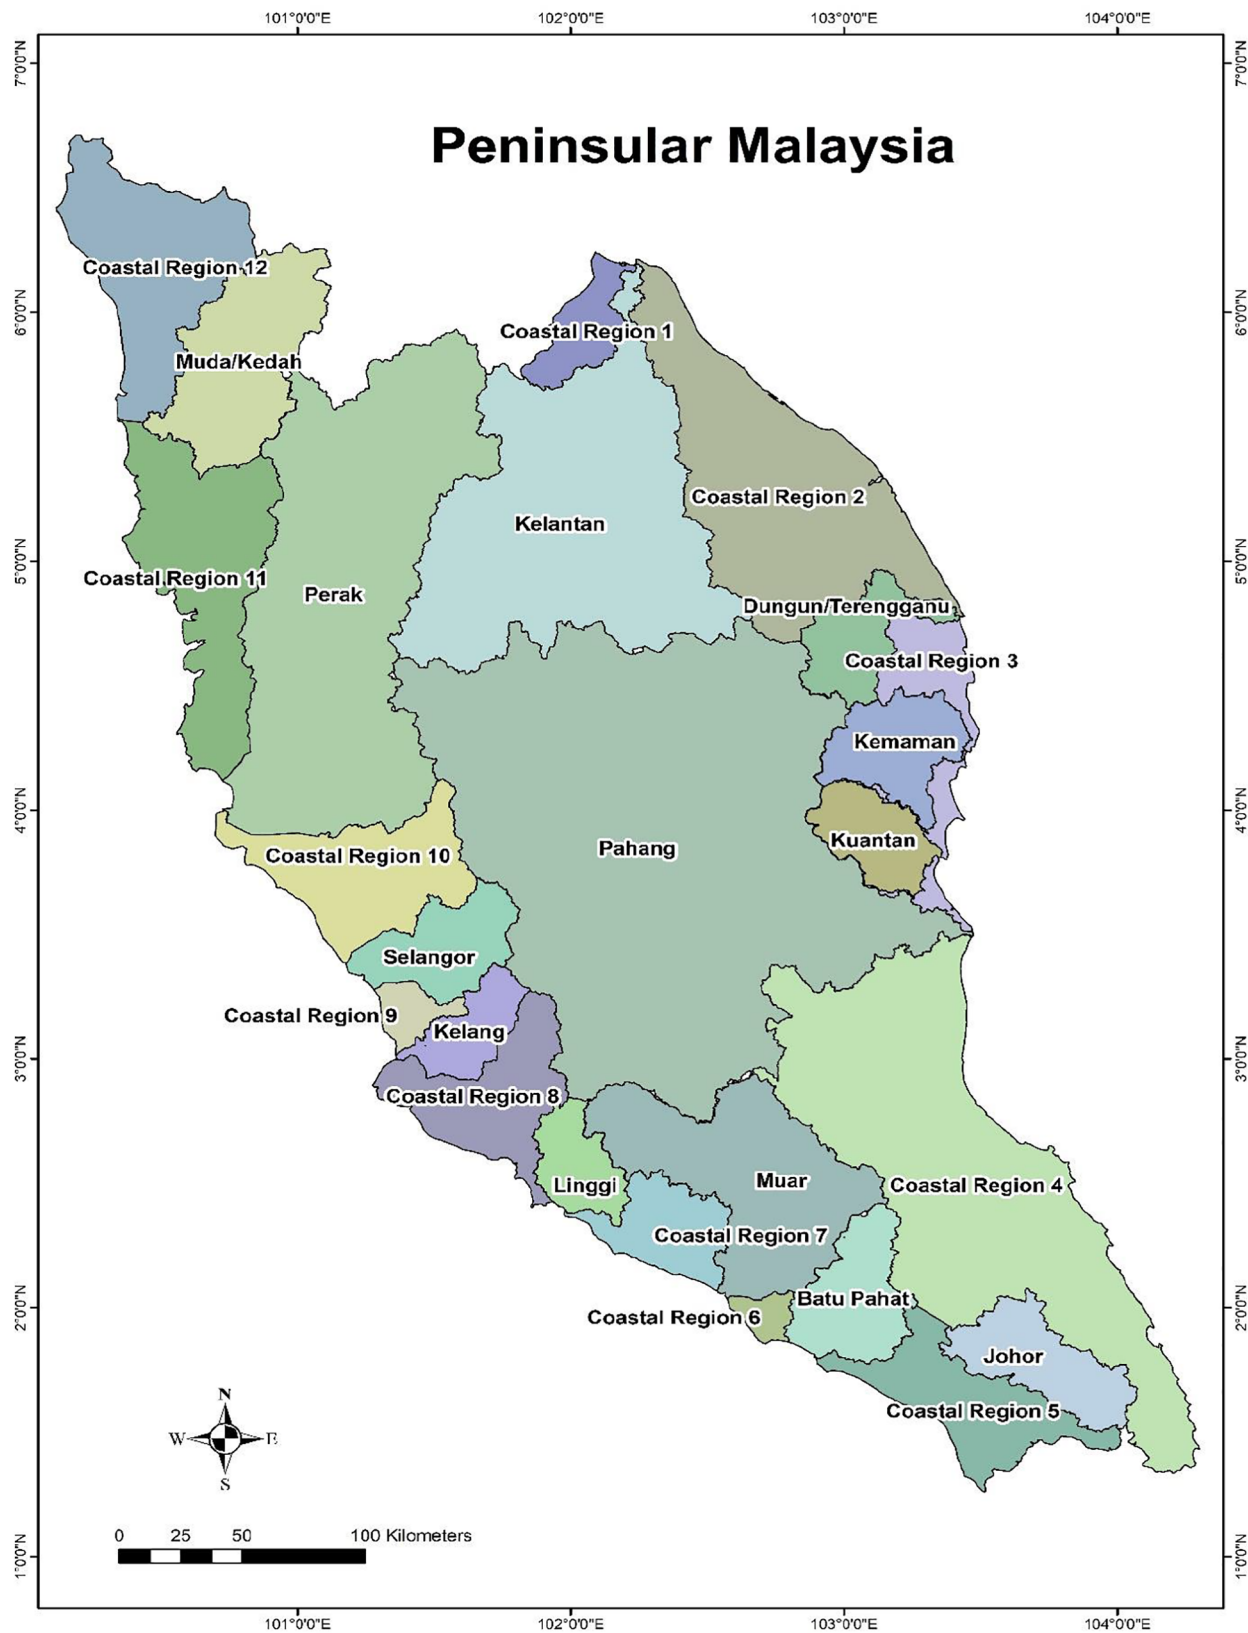 101°0'0"E 102°0'0"E 103°0'0"E 104°0'0"E
7°0'0"N 7°0'0"N
Peninsular Malaysia
Coastal Region 12
6°0'0"N 6°0'0"N
Coastal Region 1
Muda/Kedah
Coastal Region 2
Kelantan
5°0'0"N 5°0'0"N
Coastal Region 11
Perak
Dungun/Terengganu
Coastal Region 3
Kemaman
4°0'0"N 4°0'0"N
Kuantan
Pahang
Coastal Region 10
Selangor
Coastal Region 9
Kelang
3°0'0"N 3°0'0"N
Coastal Region 8
Muar
Linggi
Coastal Region 4
Coastal Region 7
Batu Pahat
2°0'0"N 2°0'0"N
Coastal Region 6
Johor
Coastal Region 5
N
W E
S
0 25 50 100 Kilometers
1°0'0"N 1°0'0"N
101°0'0"E 102°0'0"E 103°0'0"E 104°0'0"E